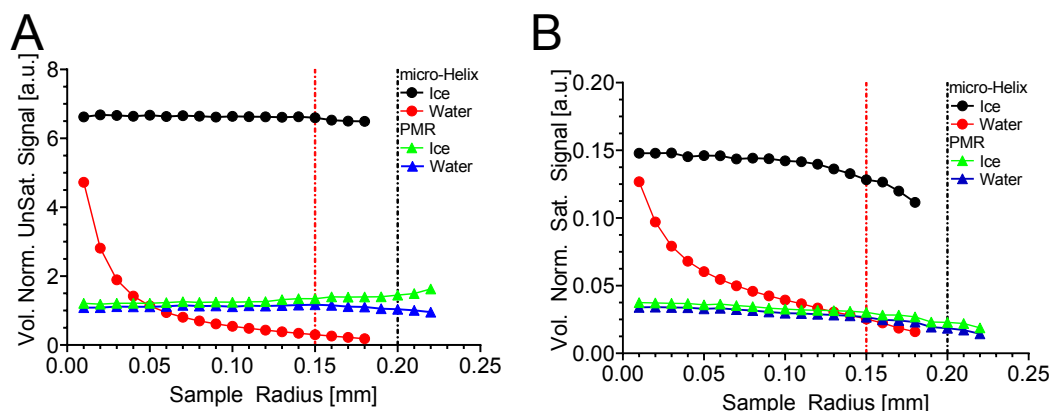 A
Vol. Norm. UnSat. Signal [a.u.]
8
6
4
2
0
0.00 0.05 0.10 0.15 0.20 0.25
Sample Radius [mm]
micro-Helix
Ice
Water
PMR
Ice
Water
B
Vol. Norm. Sat. Signal [a.u.]
0.20
0.15
0.10
0.050
0.00
0.00 0.05 0.10 0.15 0.20 0.25
Sample Radius [mm]
micro-Helix
Ice
Water
PMR
Ice
Water